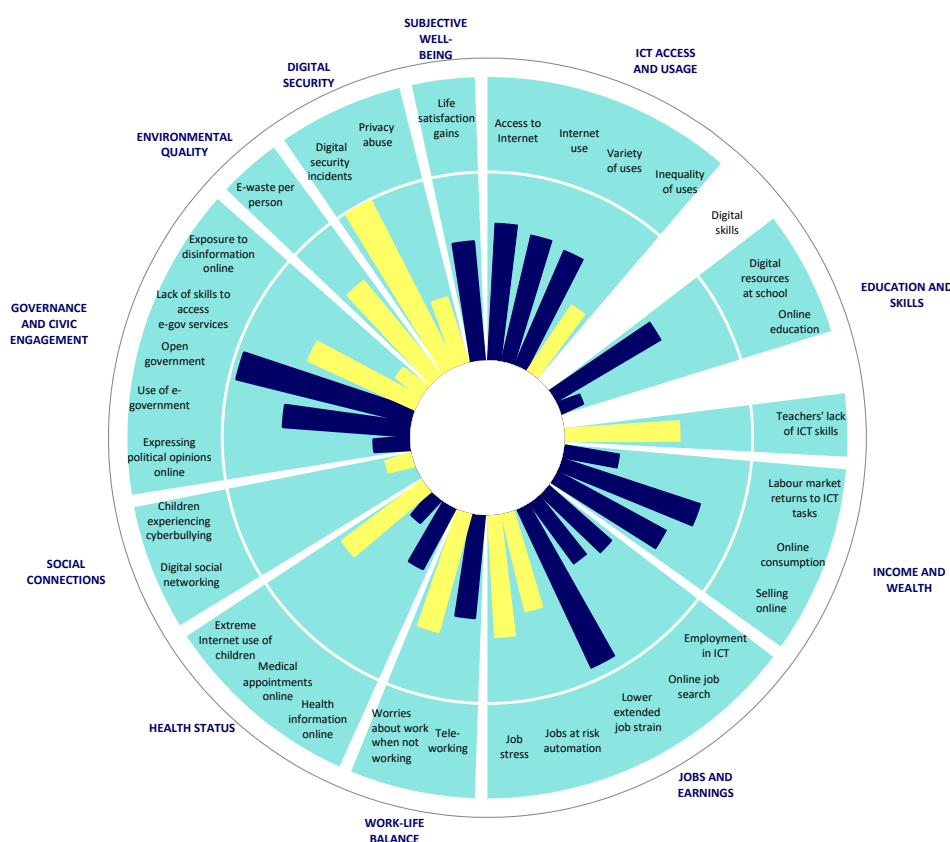 SUBJECTIVE
WELL-
BEING
Life
satisfaction
gains
ICT ACCESS
AND USAGE
Access to
Internet
Internet
use
Variety
of uses
Inequality
of uses
EDUCATION AND
SKILLS
Digital
skills
Digital
resources
at school
Online
education
Teachers' lack
of ICT skills
INCOME AND
WEALTH
Labour market
returns to ICT
tasks
Online
consumption
Selling
online
JOBS AND
EARNINGS
Employment
in ICT
Online job
search
Lower
extended
job strain
Jobs at risk
automation
Job
stress
WORK-LIFE
BALANCE
Tele-
working
Worries
about work
when not
working
HEALTH STATUS
Health
information
online
Medical
appointments
online
Extreme
Internet use of
children
SOCIAL
CONNECTIONS
Digital social
networking
Children
experiencing
cyberbullying
GOVERNANCE
AND CIVIC
ENGAGEMENT
Expressing
political opinions
online
Use of e-
government
Open
government
Lack of skills to
access
e-gov services
Exposure to
disinformation
online
ENVIRONMENTAL
QUALITY
E-waste per
person
DIGITAL
SECURITY
Digital
security
incidents
Privacy
abuse